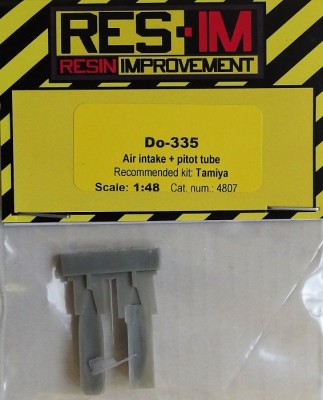 RES-IM
RESIN IMPROVEMENT
Do-335
Air intake + pitot tube
Recommended kit: Tamiya
Scale: 1:48 Cat. num.: 4807